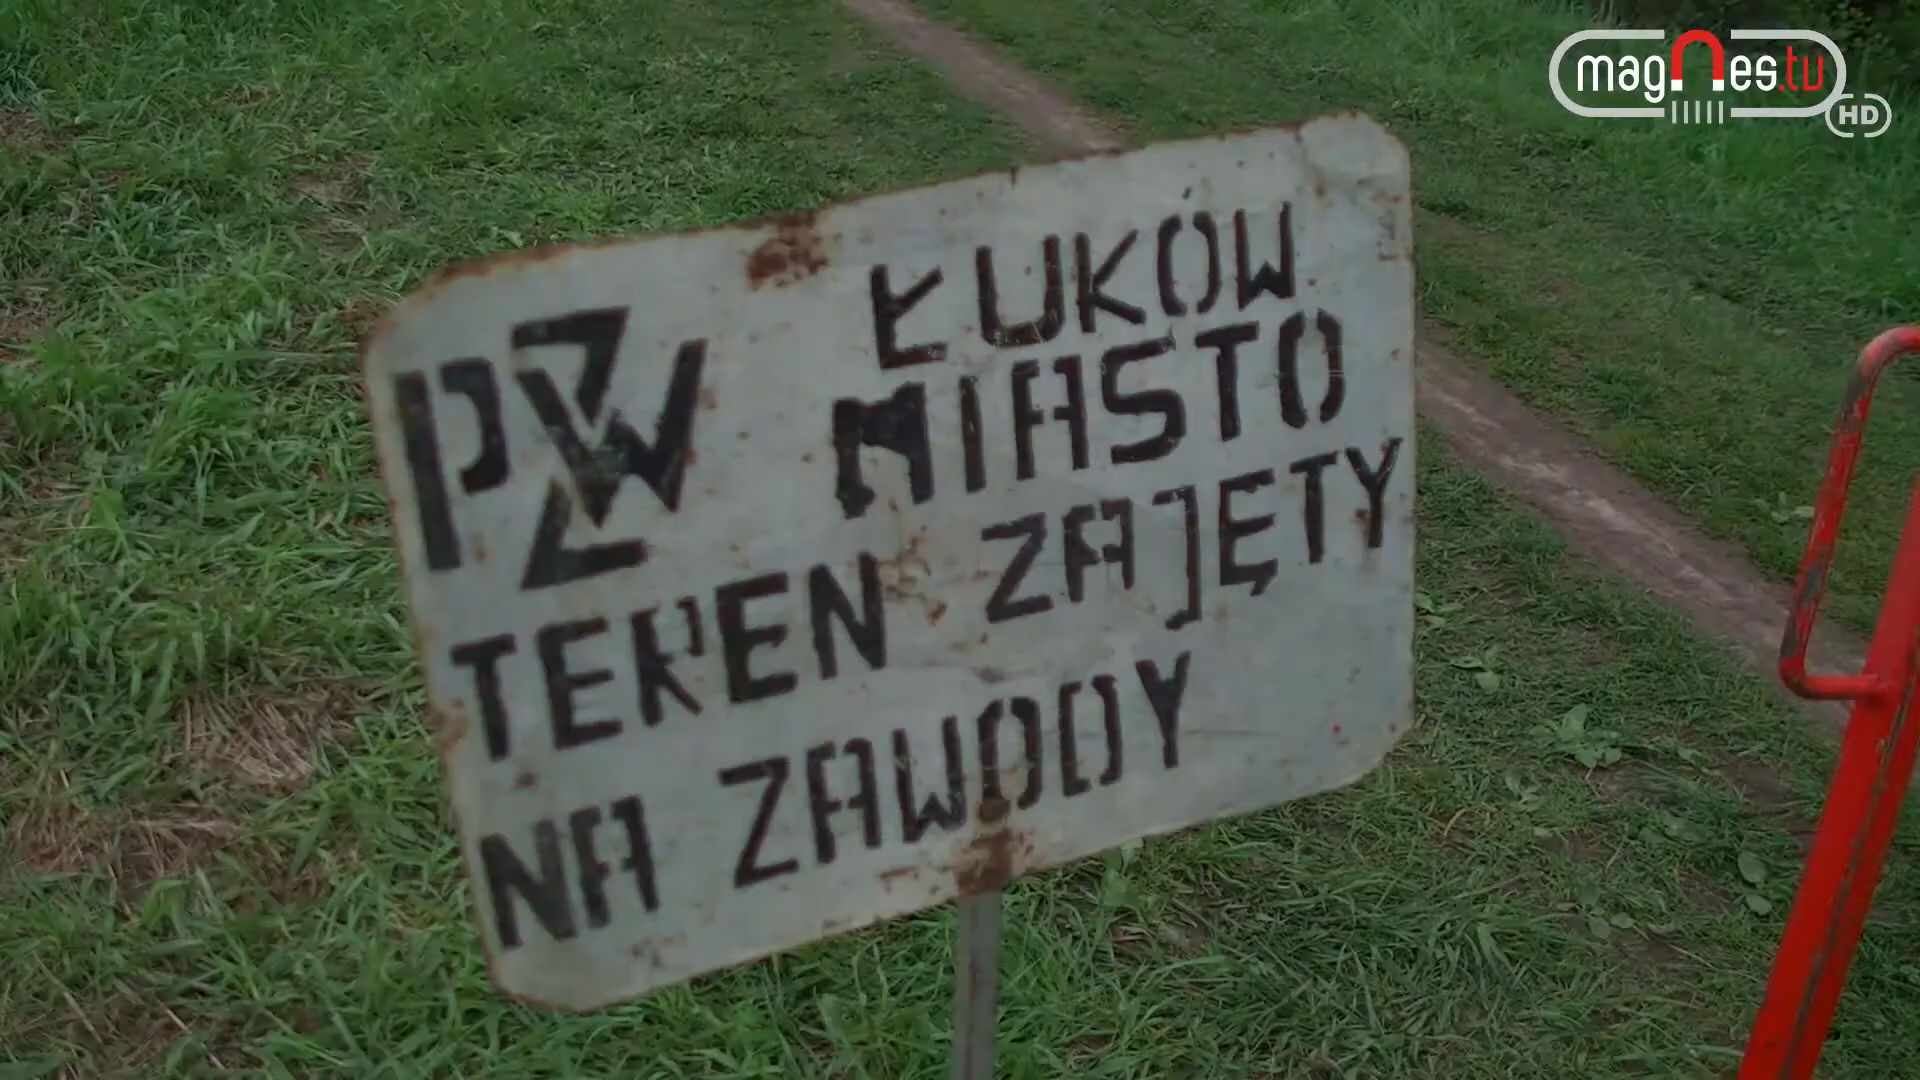 magnes.tv
HD
PZW ŁUKÓW
MIASTO
TEREN ZAJĘTY
NA ZAWODY